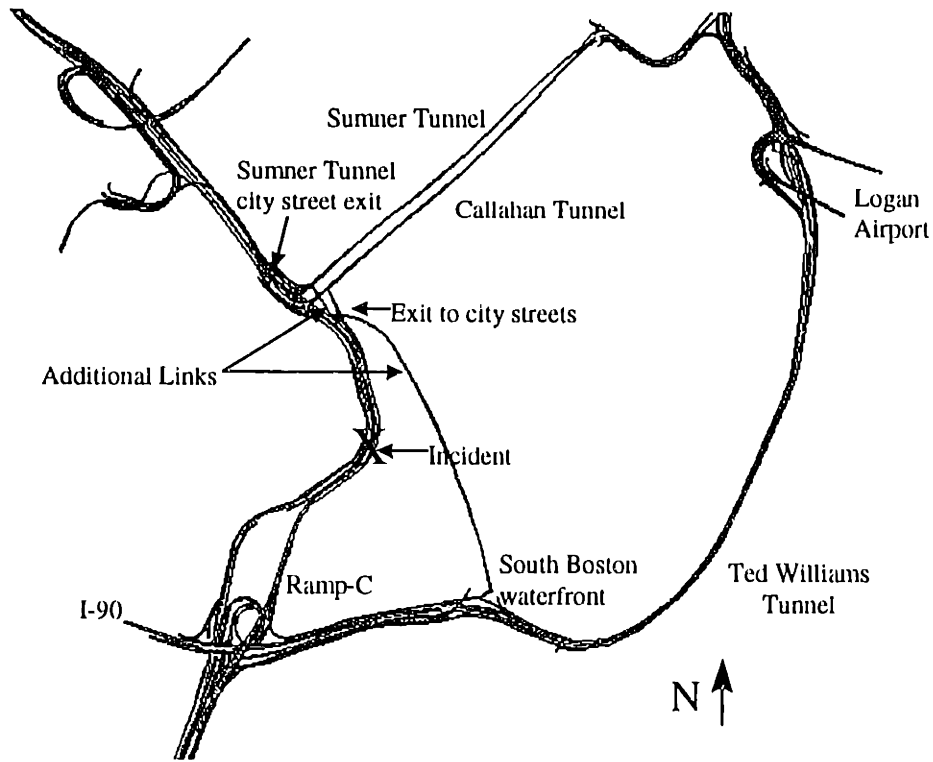 Sumner Tunnel
Sumner Tunnel
city street exit
Callahan Tunnel
Logan
Airport
Exit to city streets
Additional Links
X
Incident
South Boston
waterfront
Ramp-C
Ted Williams
Tunnel
I-90
N